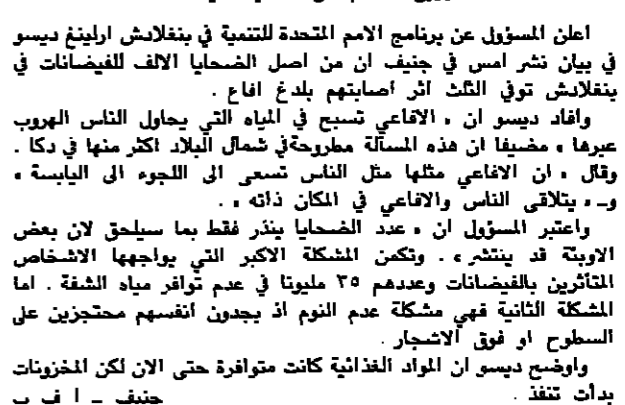 اعلن المسؤول عن برنامج الامم المتحدة للتنمية في بنغلادش ارلينغ ديسو
في بيان نشر امس في جنيف ان من اصل الضحايا الالف للفيضانات في
بنغلادش توفي الثلث اثر اصابتهم بلدغ افاع .
وافاد ديسو ان « الافاعي تسبح في المياه التي يحاول الناس الهروب
عبرها » مضيفا ان هذه المسألة مطروحة في شمال البلاد اكثر منها في دكا .
وقال « ان الافاعي مثلها مثل الناس تسعى الى اللجوء الى اليابسة »
و« يتلاقى الناس والافاعي في المكان ذاته » .
واعتبر المسؤول ان « عدد الضحايا ينذر فقط بما سيلحق لان بعض
الاوبئة قد ينتشر » . وتكمن المشكلة الاكبر التي يواجهها الاشخاص
المتأثرين بالفيضانات وعددهم ٣٥ مليونا في عدم توافر مياه الشفة . اما
المشكلة الثانية فهي مشكلة عدم النوم اذ يجدون انفسهم محتجزين على
السطوح او فوق الاشجار .
واوضح ديسو ان المواد الغذائية كانت متوافرة حتى الان لكن المخزونات
بدأت تنفذ . جنيف ـ ا ف ب